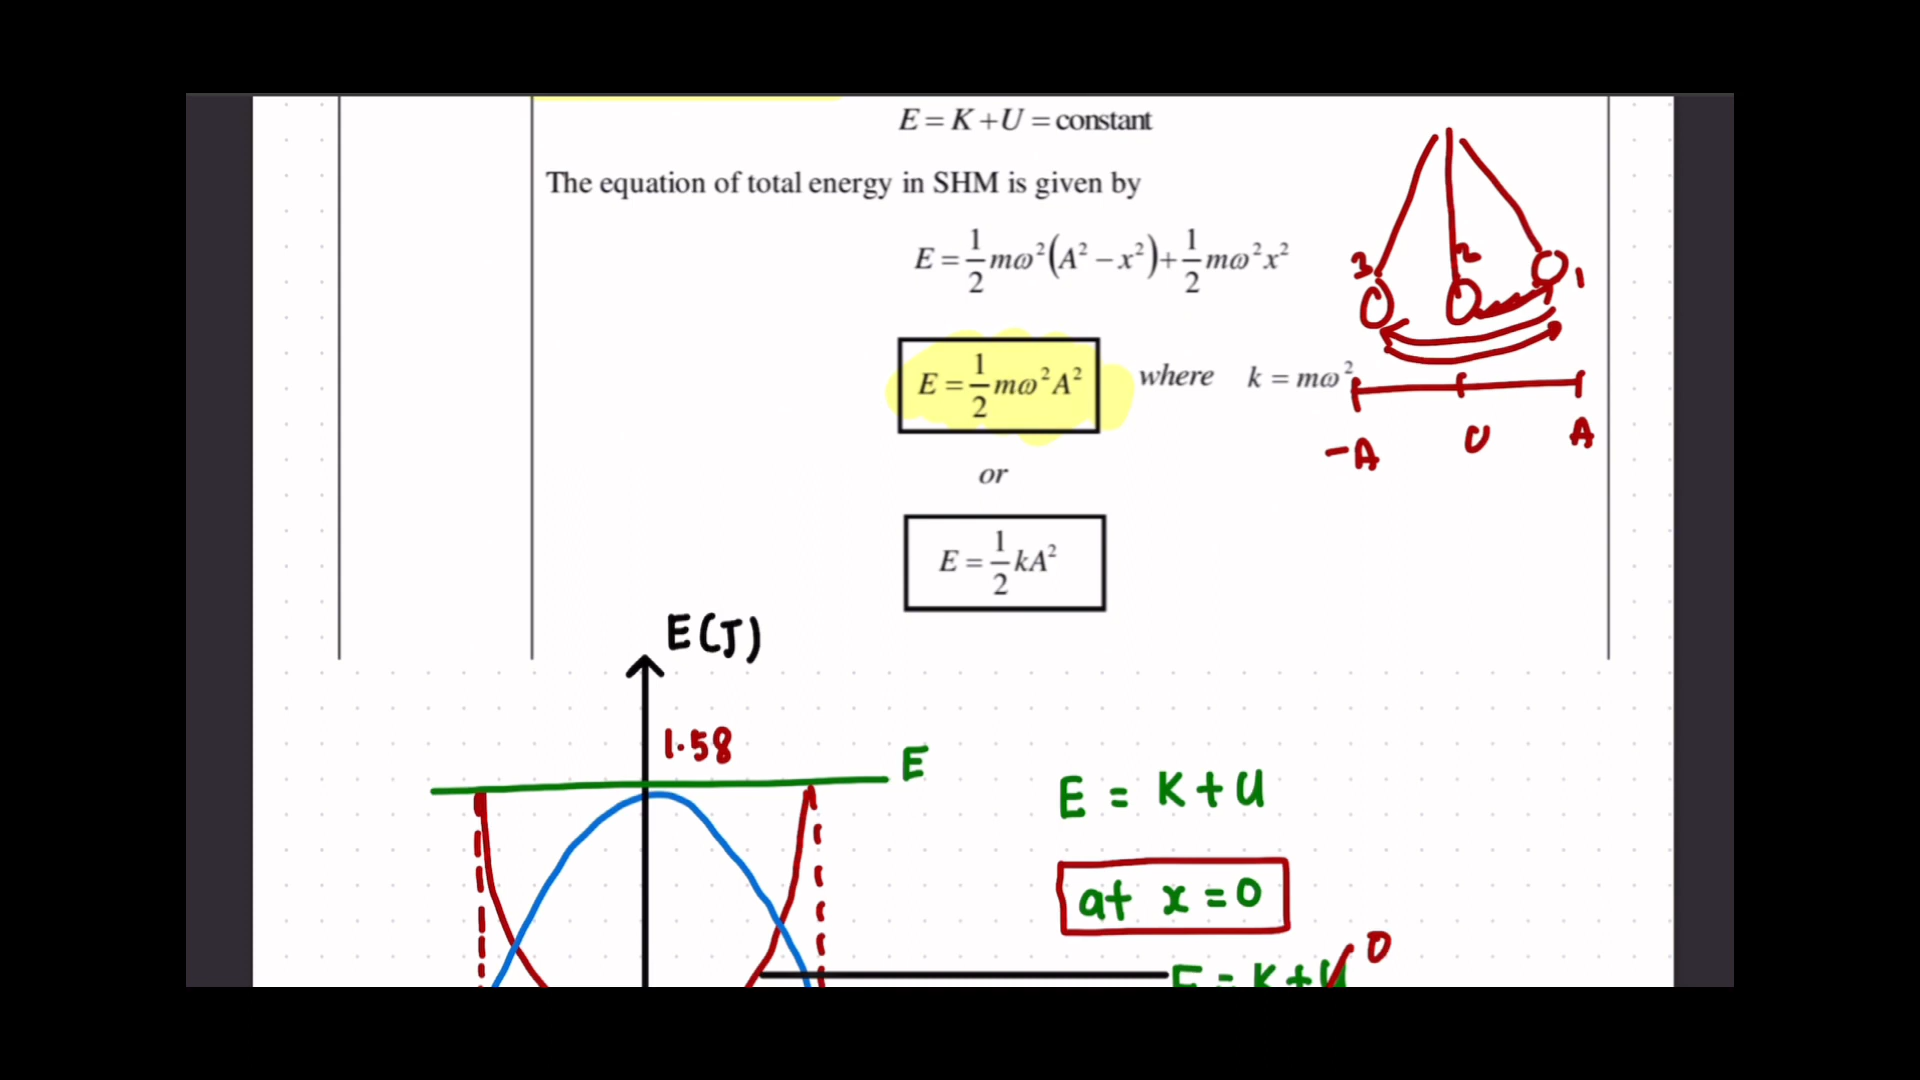 E = K + U = constant
The equation of total energy in SHM is given by
E = 1/2 mω²(A² − x²) + 1/2 mω²x²
3 2 1
E = 1/2 mω²A² where k = mω²
-A 0 A
or
E = 1/2 kA²
E(J)
1.58
E
E = K + U
at x = 0
E = K + U 0